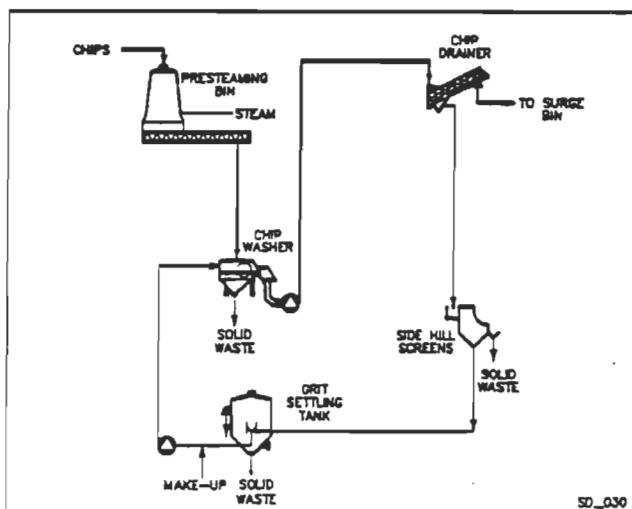 CHIPS
PRESTEAMING
BIN
STEAM
CHIP
DRAINER
TO SURGE
BIN
CHIP
WASHER
SOLID
WASTE
SIDE HILL
SCREENS
SOLID
WASTE
GRIT
SETTLING
TANK
MAKE-UP
SOLID
WASTE
SD_030